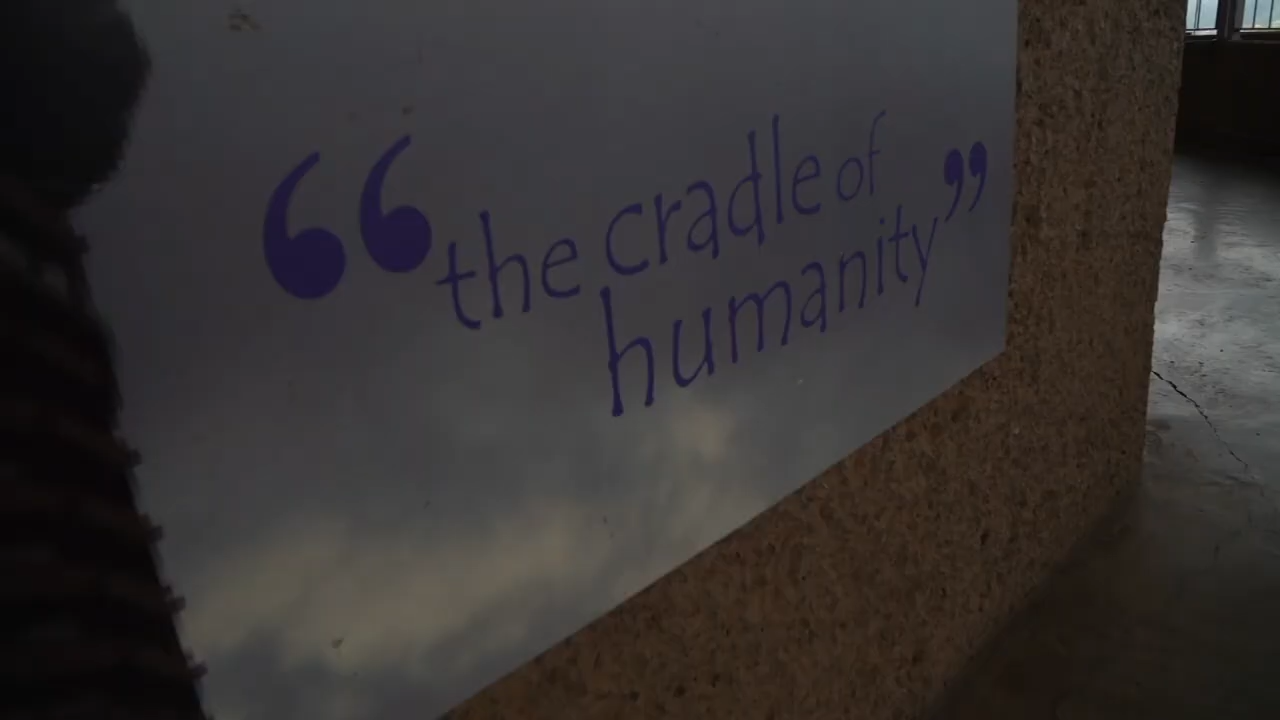 “the cradle of
humanity”